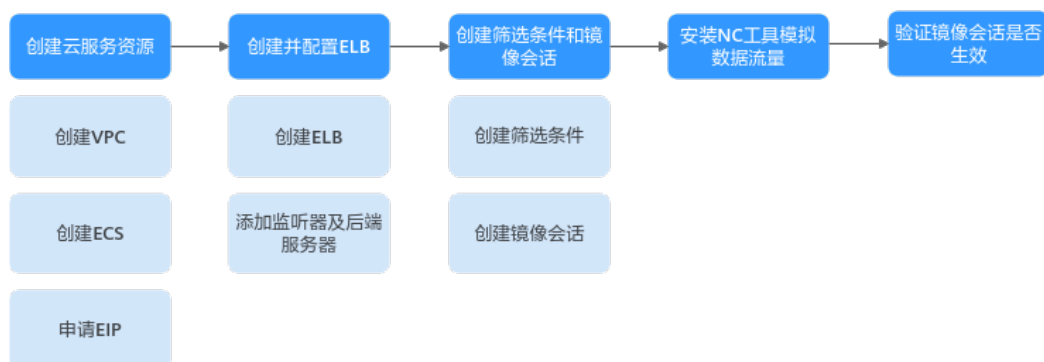 创建云服务资源
创建并配置ELB
创建筛选条件和镜
像会话
安装NC工具模拟
数据流量
验证镜像会话是否
生效
创建VPC
创建ELB
创建筛选条件
创建ECS
添加监听器及后端
服务器
创建镜像会话
申请EIP